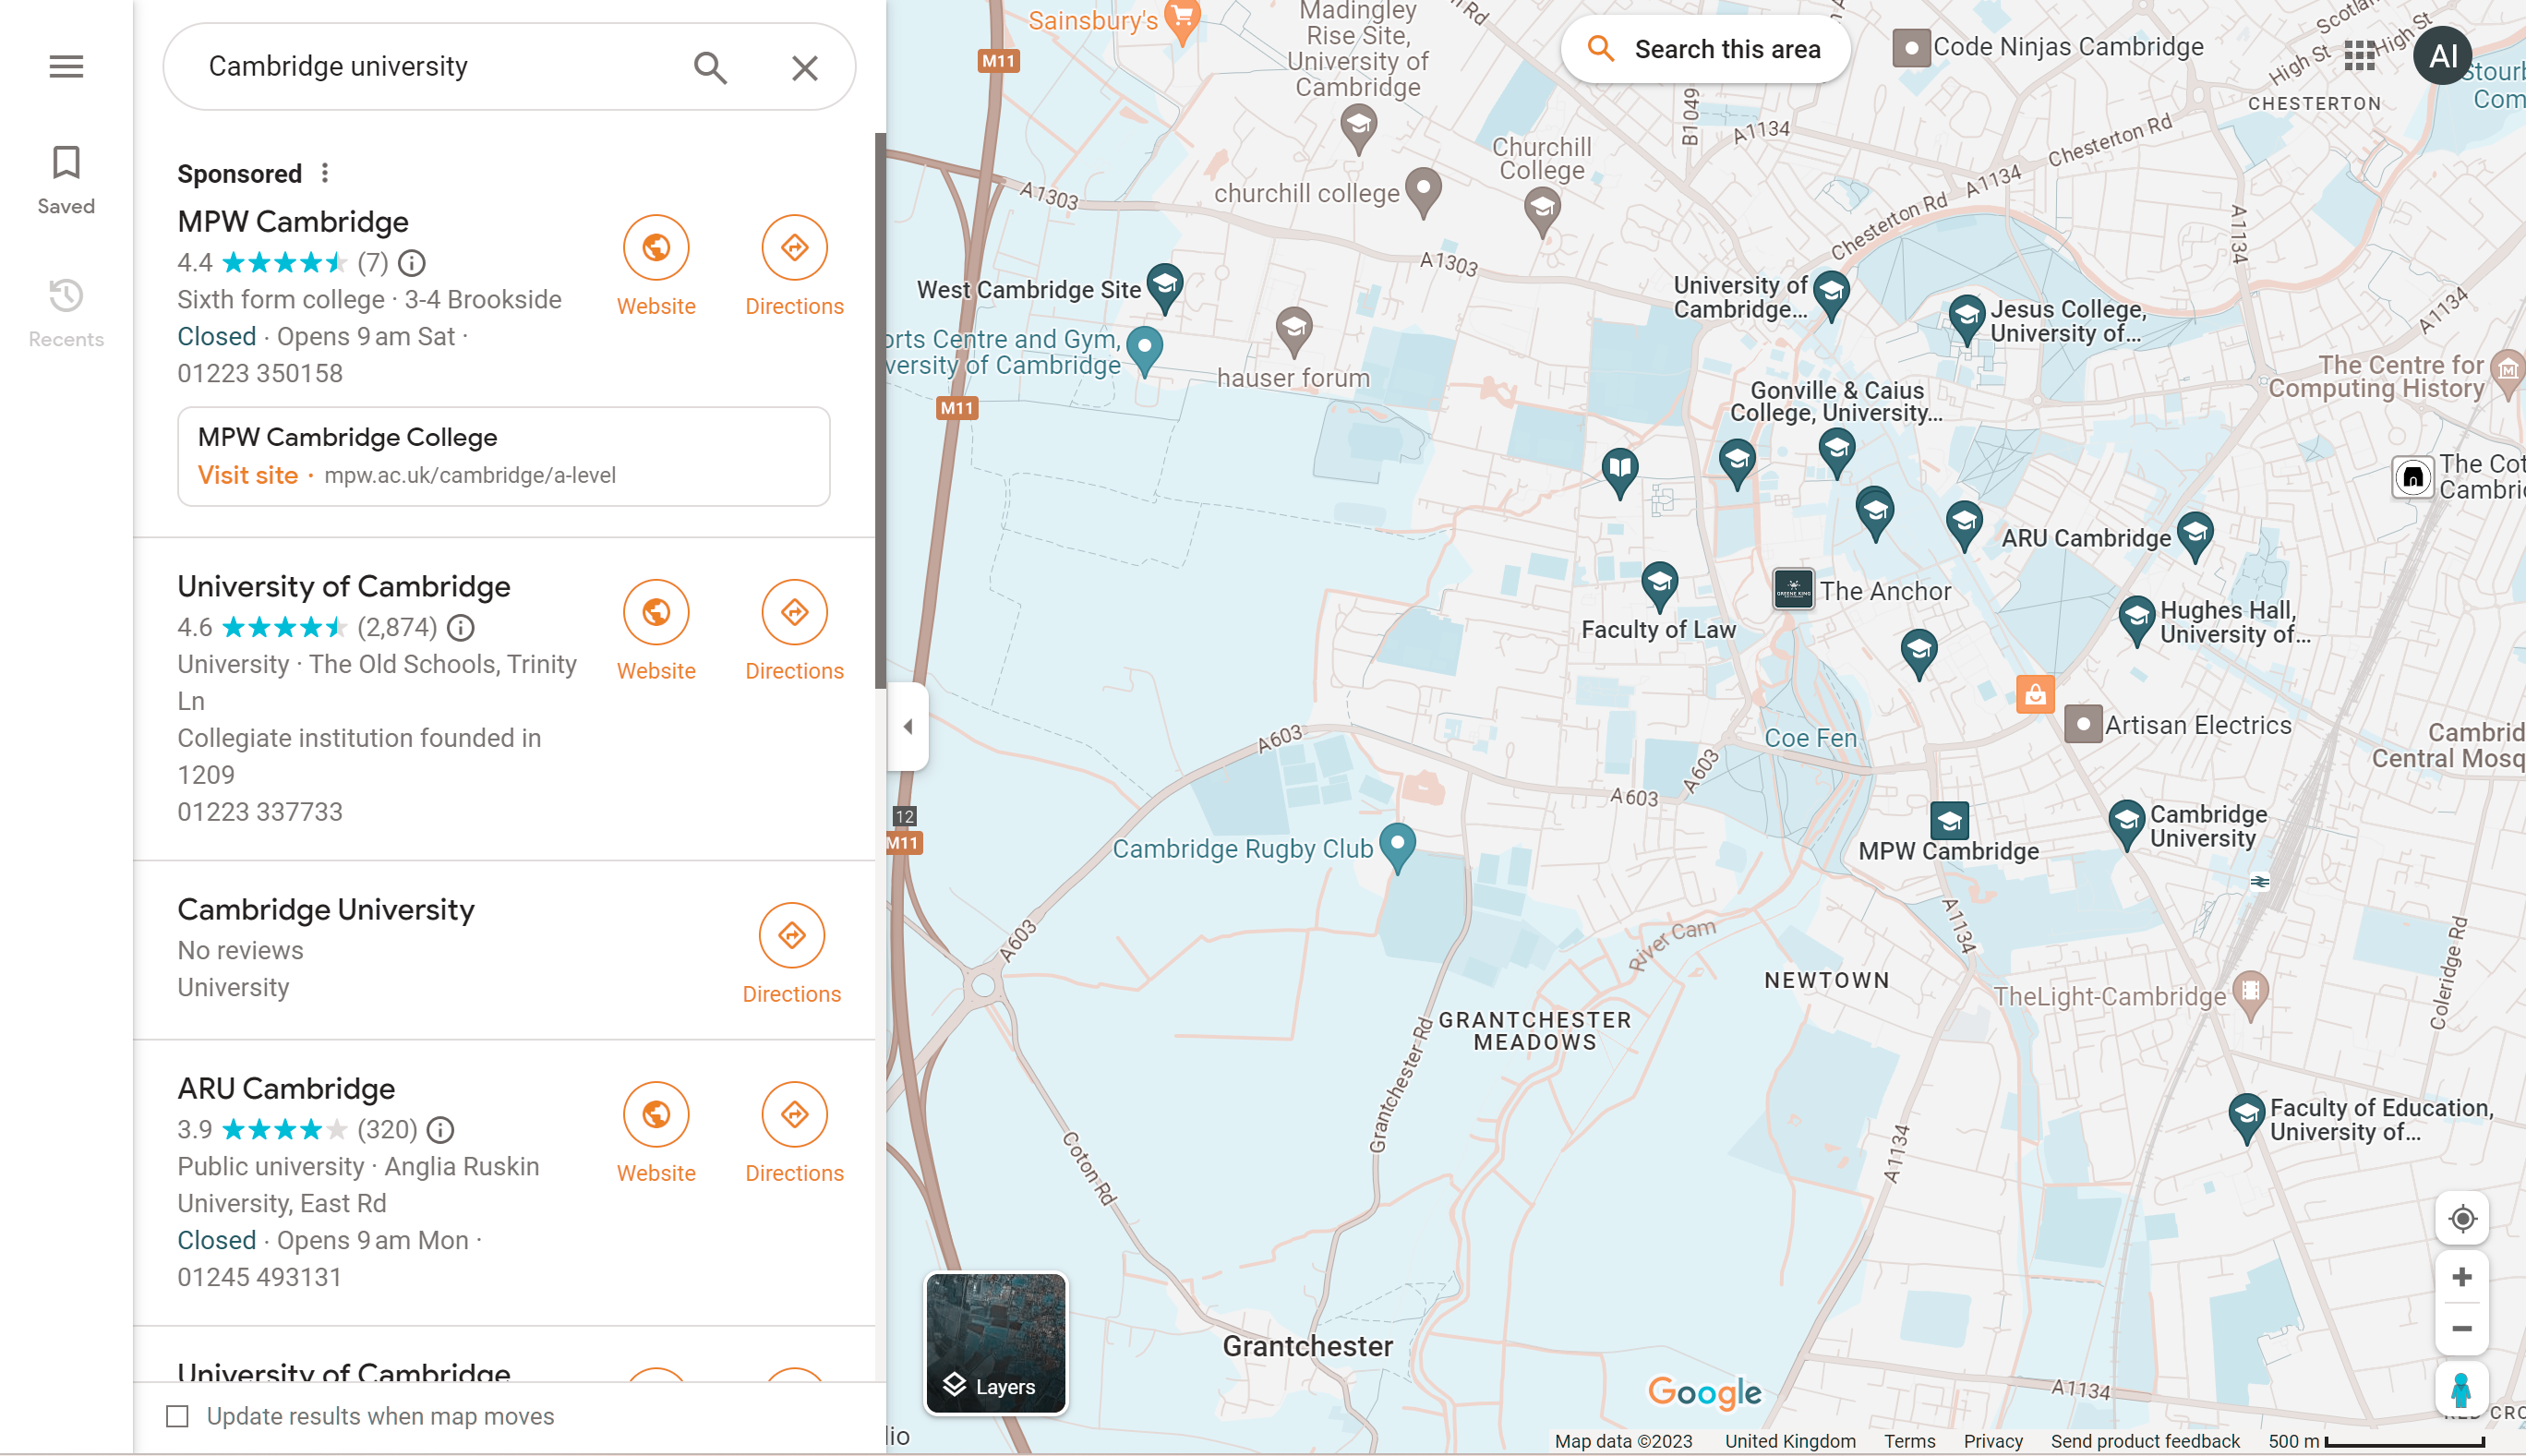 Cambridge university
Saved
Recents
Sponsored
MPW Cambridge
4.4 (7)
Sixth form college · 3-4 Brookside
Closed · Opens 9 am Sat ·
01223 350158
Website
Directions
MPW Cambridge College
Visit site · mpw.ac.uk/cambridge/a-level
University of Cambridge
4.6 (2,874)
University · The Old Schools, Trinity
Ln
Collegiate institution founded in
1209
01223 337733
Website
Directions
Cambridge University
No reviews
University
Directions
ARU Cambridge
3.9 (320)
Public university · Anglia Ruskin
University, East Rd
Closed · Opens 9 am Mon ·
01245 493131
Website
Directions
University of Cambridge
Update results when map moves
Search this area
AI
Sainsbury's
M11
Madingley
Rise Site,
University of
Cambridge
Code Ninjas Cambridge
High St
High St
CHESTERTON
B1049
A1134
Chesterton Rd
A1134
Chesterton Rd
Churchill
College
churchill college
A1303
A1303
A1134
A1134
West Cambridge Site
orts Centre and Gym,
versity of Cambridge
hauser forum
University of
Cambridge...
Jesus College,
University of...
The Centre for
Computing History
M11
Gonville & Caius
College, University...
The Cot
Cambri
ARU Cambridge
The Anchor
Faculty of Law
Hughes Hall,
University of...
Artisan Electrics
Coe Fen
Cambrid
Central Mosq
A603
A603
A603
12
M11
Cambridge Rugby Club
MPW Cambridge
Cambridge
University
A603
River Cam
A1134
NEWTOWN
TheLight-Cambridge
Coleridge Rd
GRANTCHESTER
MEADOWS
Grantchester Rd
Coton Rd
A1134
Faculty of Education,
University of...
Grantchester
Layers
Google
A1134
lio
Map data ©2023 United Kingdom Terms Privacy Send product feedback 500 m